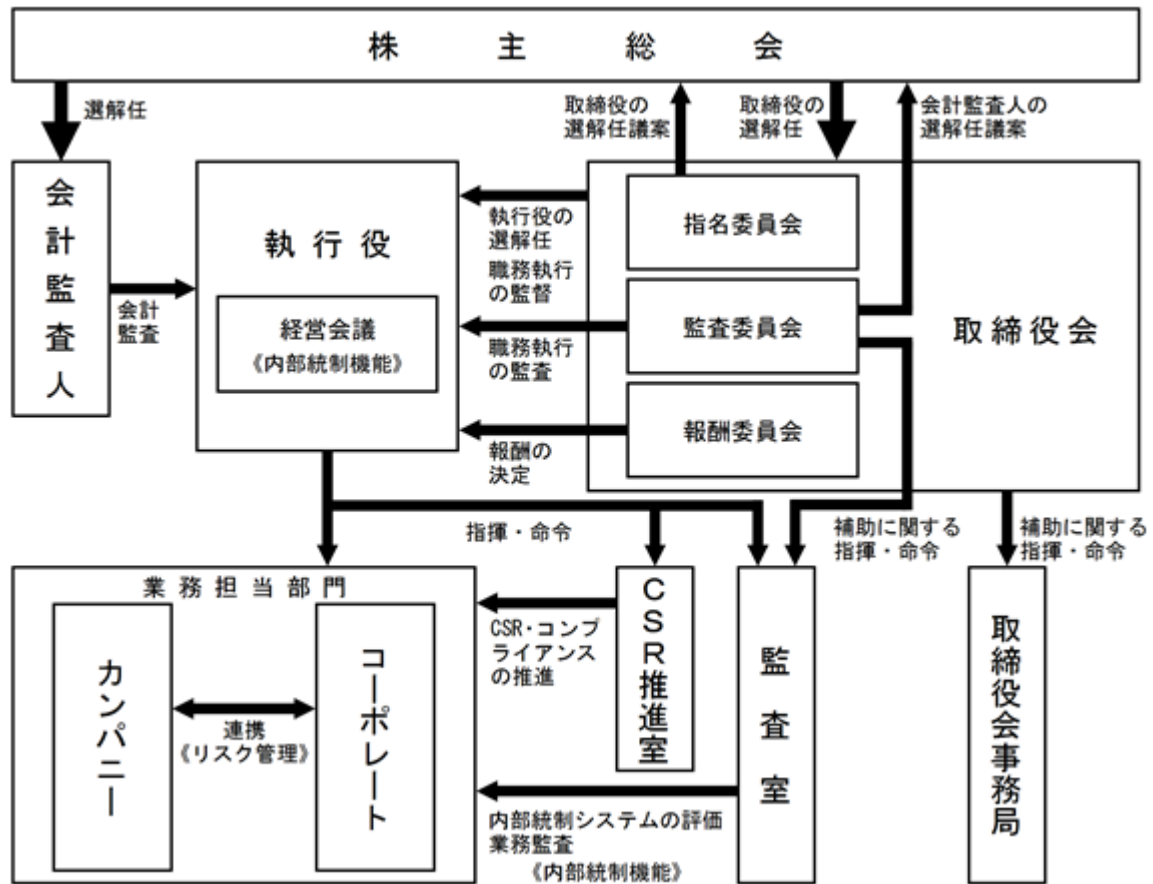 株主総会
選解任
取締役の
選解任議案
取締役の
選解任
会計監査人の
選解任議案
会計監査人
会計
監査
執行役
経営会議
《内部統制機能》
執行役の
選解任
職務執行
の監督
職務執行
の監査
報酬の
決定
指名委員会
監査委員会
報酬委員会
取締役会
指揮・命令
補助に関する
指揮・命令
補助に関する
指揮・命令
業務担当部門
カンパニー
連携
《リスク管理》
コーポレート
CSR・コンプ
ライアンス
の推進
CSR推進室
監査室
取締役会事務局
内部統制システムの評価
業務監査
《内部統制機能》